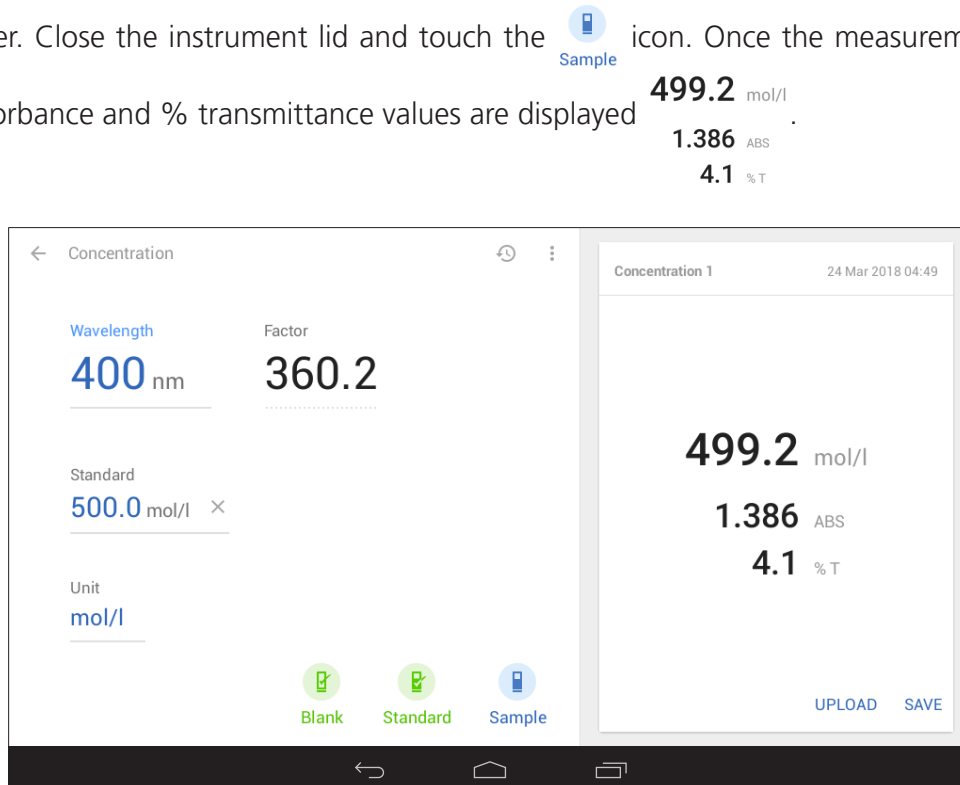 er. Close the instrument lid and touch the Sample icon. Once the measurem
orbance and % transmittance values are displayed 499.2 mol/l
1.386 ABS
4.1 % T .
Concentration
Wavelength Factor
400 nm 360.2
Standard
500.0 mol/l
Unit
mol/l
Blank Standard Sample
Concentration 1 24 Mar 2018 04:49
499.2 mol/l
1.386 ABS
4.1 % T
UPLOAD SAVE